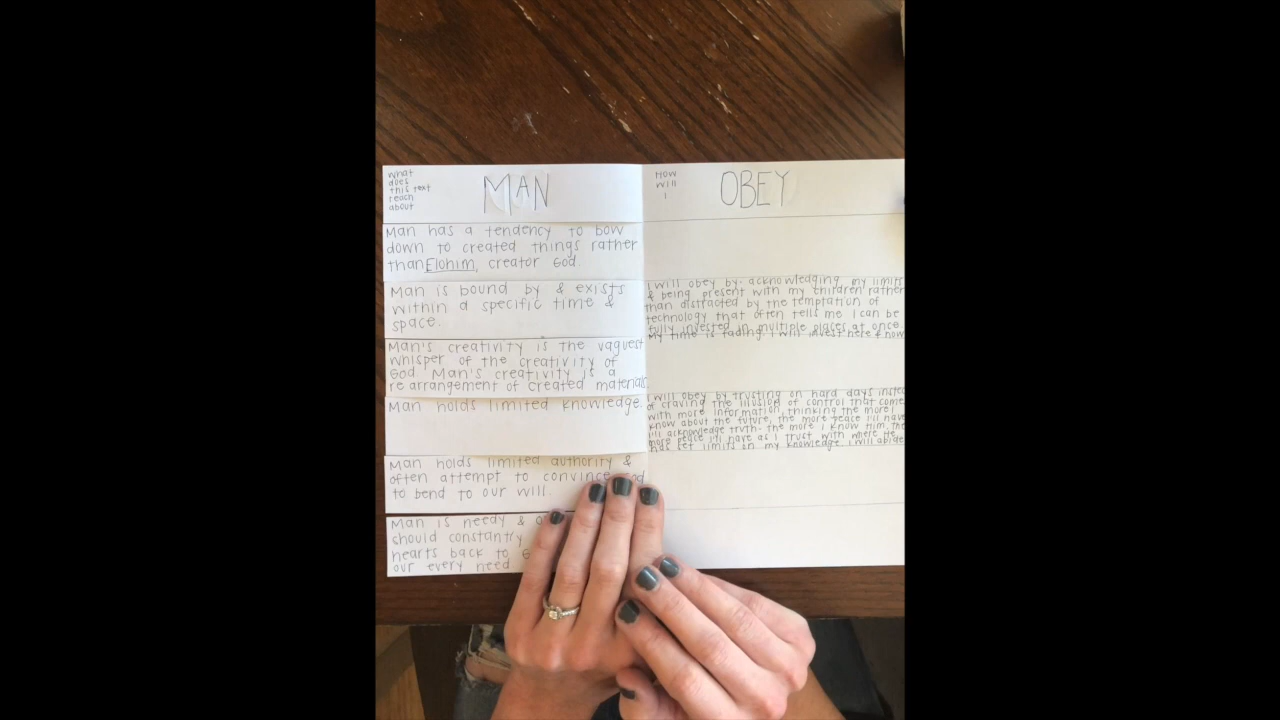 what
does
this text
teach
about
MAN
Man has a tendency to bow
down to created things rather
than Elohim, creator God.
Man is bound by & exists
within a specific time &
space.
Man's creativity is the vaguest
whisper of the creativity of
God. Man's creativity is a
rearrangement of created materials.
Man holds limited knowledge.
Man holds limited authority &
often attempt to convince God
to bend to our will.
Man is needy &
should constantly
hearts back to
our every need
How
will
I
OBEY
I will obey by acknowledging my limits
& being present with my children rather
than distracted by the temptation of
technology that often tells me I can be
fully invested in multiple places at once.
My time is fading. I will invest here & now
I will obey by trusting on hard days
craving the illusion of control that
with more information, thinking the more I
know about the future, the more peace I'll have
I'll acknowledge truth- the more I know Him, the
more peace I'll have as I trust with where He
has set limits on my knowledge I will abide